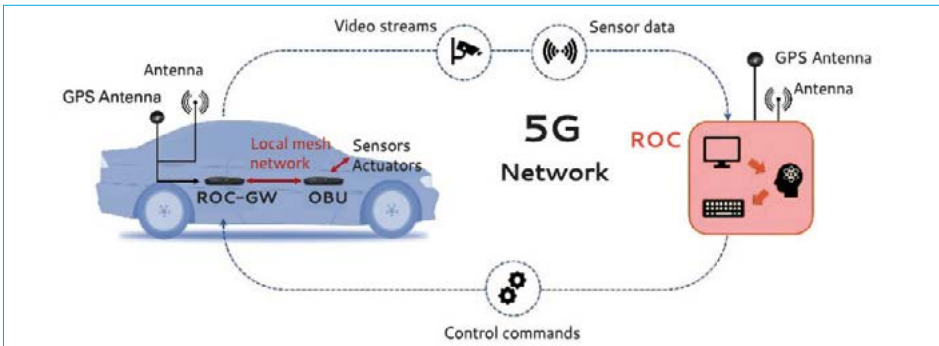 Video streams
Sensor data
Antenna
GPS Antenna
GPS Antenna
Antenna
5G
Network
ROC
Local mesh
network
Sensors
Actuators
ROC-GW
OBU
Control commands